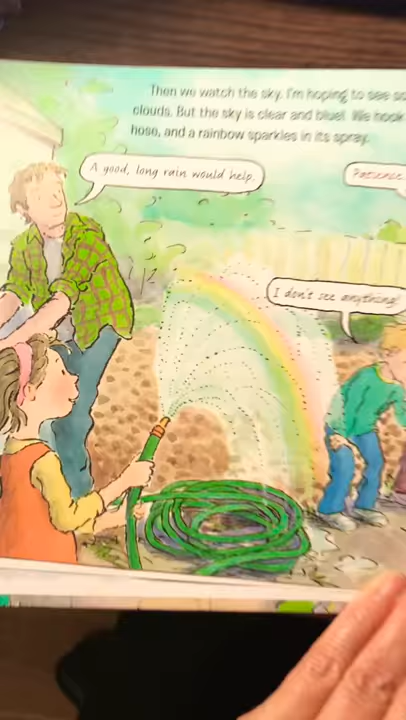 Then we watch the sky. I'm hoping to see so
clouds. But the sky is clear and blue! We hook
hose, and a rainbow sparkles in its spray.
A good, long rain would help.
Patience.
I don't see anything!